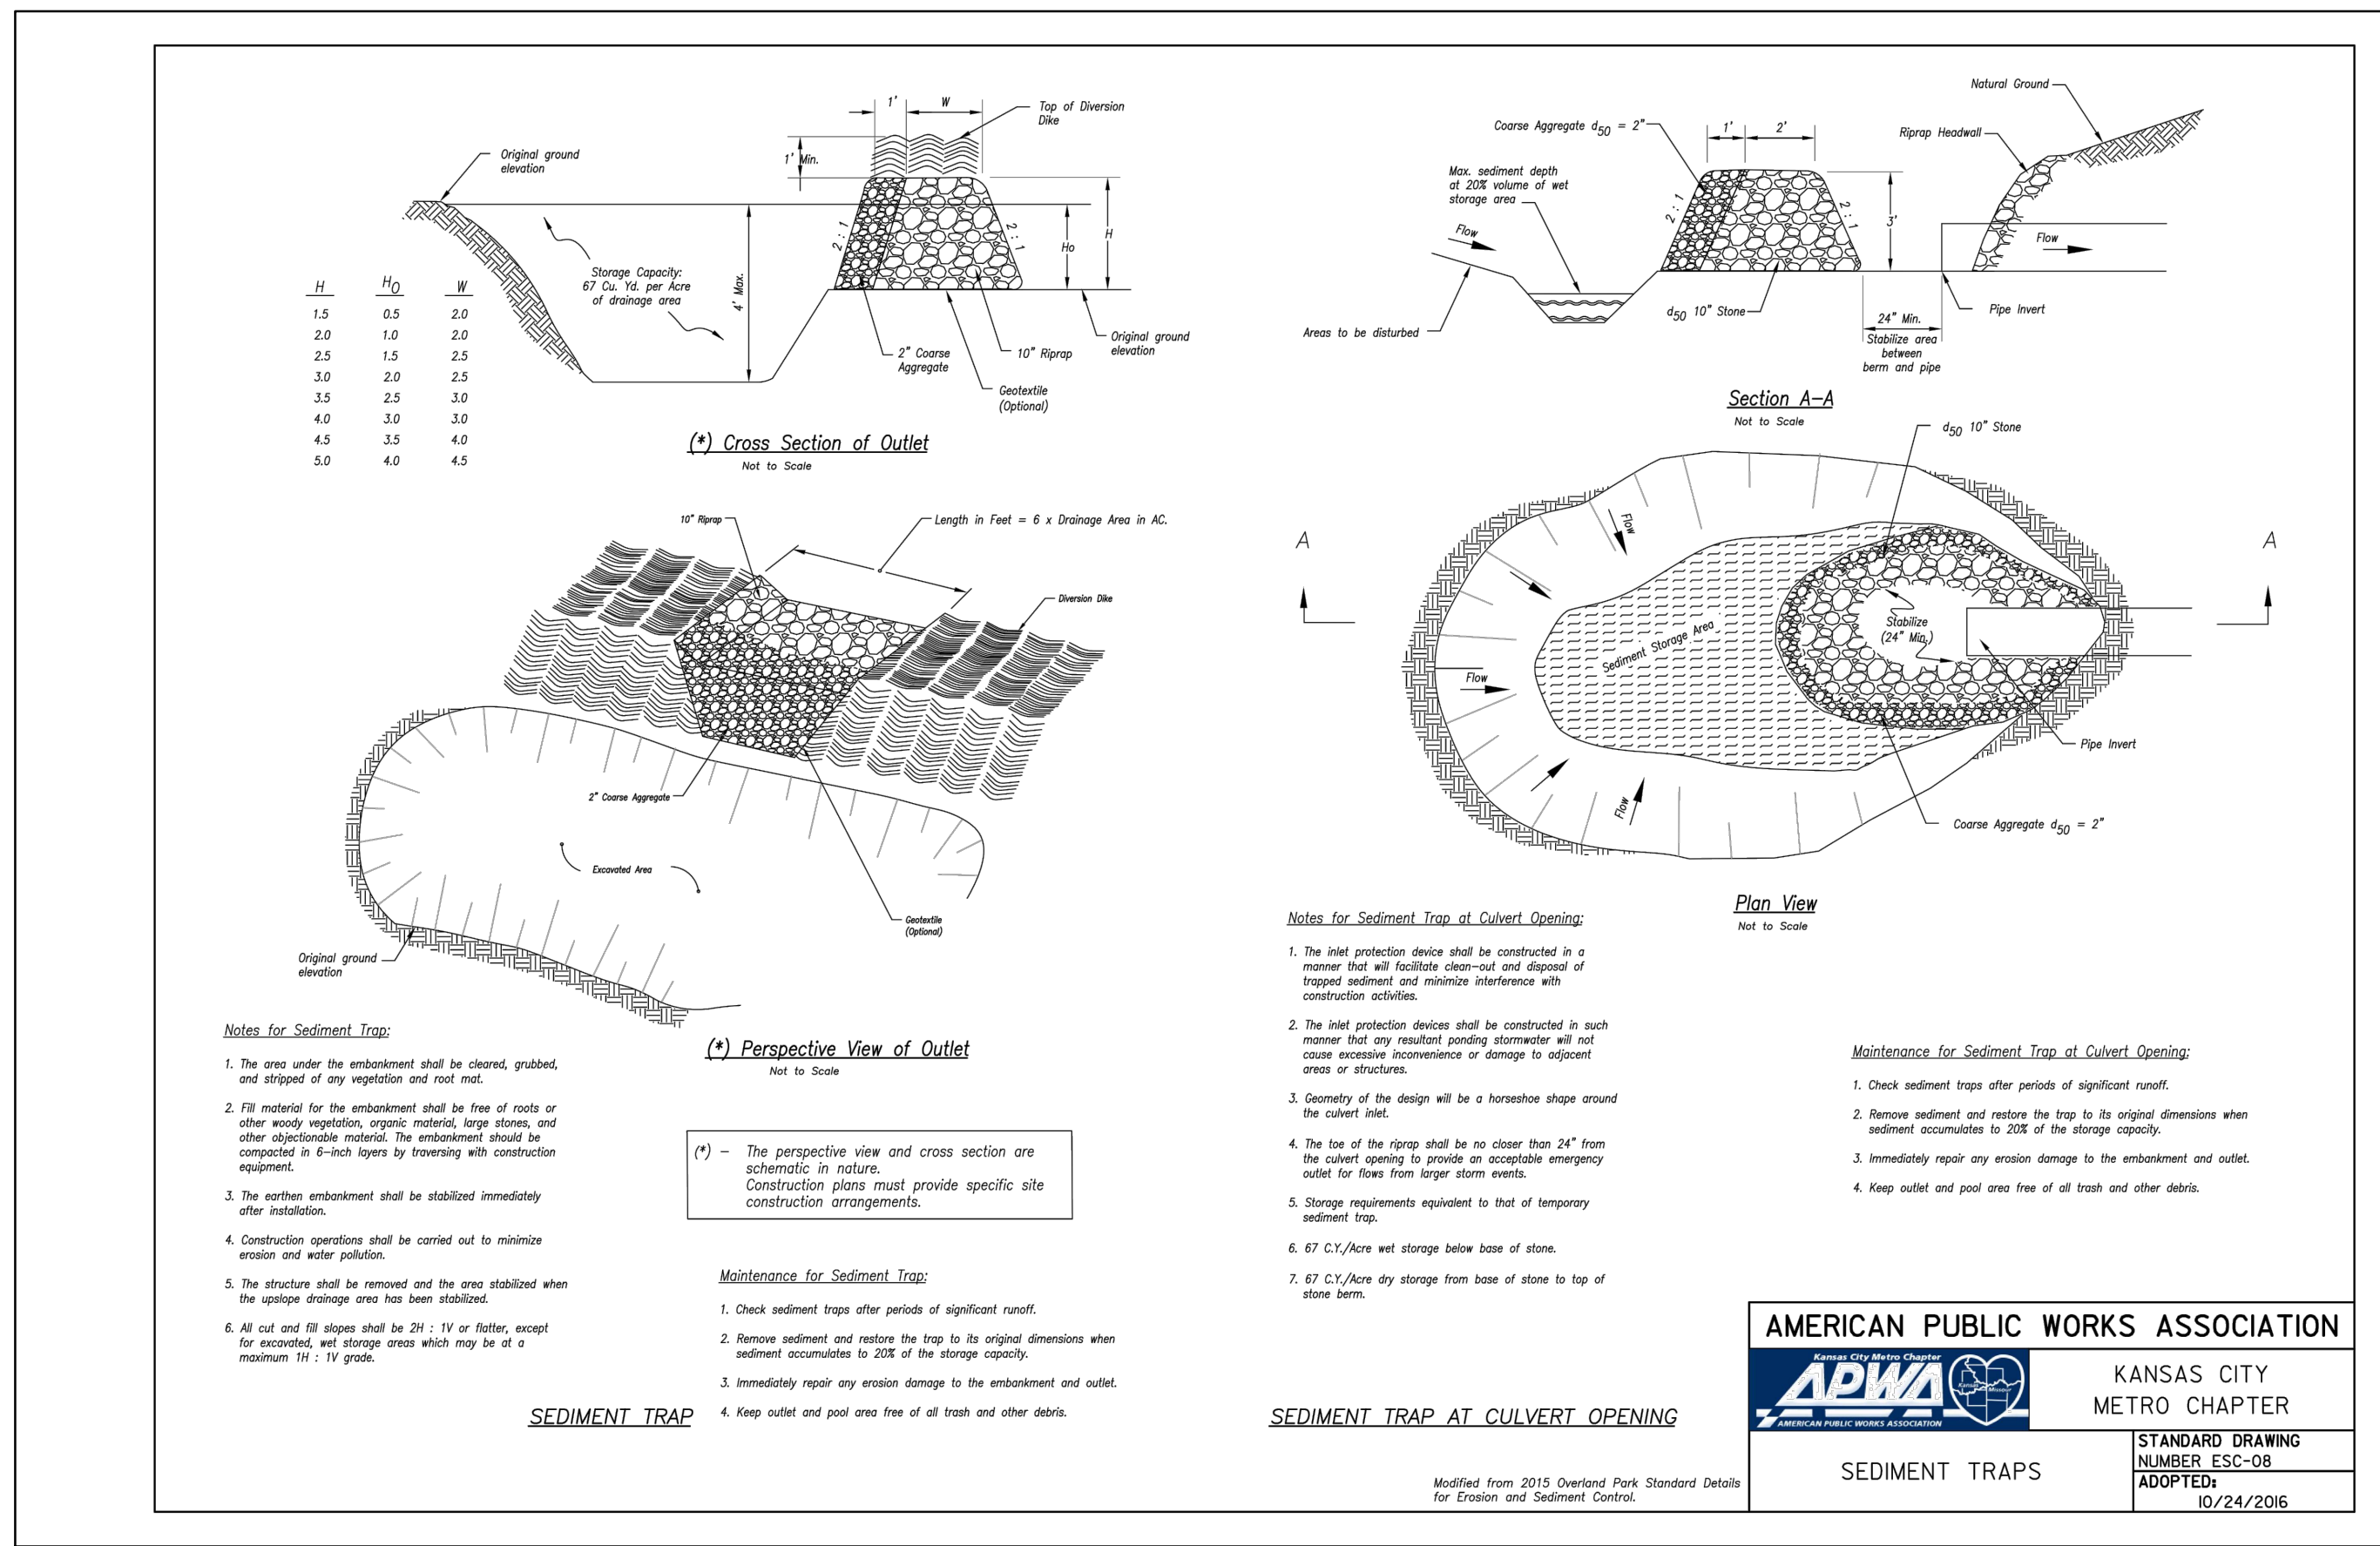 1'
W
Top of Diversion
Dike
1' Min.
Original ground
elevation
2 : 1
2 : 1
Ho
H
4' Max.
Storage Capacity:
67 Cu. Yd. per Acre
of drainage area
H HO W
1.5 0.5 2.0
2.0 1.0 2.0
2.5 1.5 2.5
3.0 2.0 2.5
3.5 2.5 3.0
4.0 3.0 3.0
4.5 3.5 4.0
5.0 4.0 4.5
2" Coarse
Aggregate
10" Riprap
Geotextile
(Optional)
Original ground
elevation
(*) Cross Section of Outlet
Not to Scale
10" Riprap
Length in Feet = 6 x Drainage Area in AC.
Diversion Dike
2" Coarse Aggregate
Excavated Area
Geotextile
(Optional)
Original ground
elevation
(*) Perspective View of Outlet
Not to Scale
Notes for Sediment Trap:
1. The area under the embankment shall be cleared, grubbed,
and stripped of any vegetation and root mat.
2. Fill material for the embankment shall be free of roots or
other woody vegetation, organic material, large stones, and
other objectionable material. The embankment should be
compacted in 6-inch layers by traversing with construction
equipment.
3. The earthen embankment shall be stabilized immediately
after installation.
4. Construction operations shall be carried out to minimize
erosion and water pollution.
5. The structure shall be removed and the area stabilized when
the upslope drainage area has been stabilized.
6. All cut and fill slopes shall be 2H : 1V or flatter, except
for excavated, wet storage areas which may be at a
maximum 1H : 1V grade.
(*) - The perspective view and cross section are
schematic in nature.
Construction plans must provide specific site
construction arrangements.
Maintenance for Sediment Trap:
1. Check sediment traps after periods of significant runoff.
2. Remove sediment and restore the trap to its original dimensions when
sediment accumulates to 20% of the storage capacity.
3. Immediately repair any erosion damage to the embankment and outlet.
4. Keep outlet and pool area free of all trash and other debris.
SEDIMENT TRAP
Natural Ground
Coarse Aggregate d50 = 2"
1'
2'
Riprap Headwall
Max. sediment depth
at 20% volume of wet
storage area
2 : 1
2 : 1
3'
Flow
Flow
Areas to be disturbed
d50 10" Stone
24" Min.
Stabilize area
between
berm and pipe
Pipe Invert
Section A-A
Not to Scale
d50 10" Stone
A
A
Flow
Flow
Flow
Sediment Storage Area
Stabilize
(24" Min.)
Pipe Invert
Coarse Aggregate d50 = 2"
Plan View
Not to Scale
Notes for Sediment Trap at Culvert Opening:
1. The inlet protection device shall be constructed in a
manner that will facilitate clean-out and disposal of
trapped sediment and minimize interference with
construction activities.
2. The inlet protection devices shall be constructed in such
manner that any resultant ponding stormwater will not
cause excessive inconvenience or damage to adjacent
areas or structures.
3. Geometry of the design will be a horseshoe shape around
the culvert inlet.
4. The toe of the riprap shall be no closer than 24" from
the culvert opening to provide an acceptable emergency
outlet for flows from larger storm events.
5. Storage requirements equivalent to that of temporary
sediment trap.
6. 67 C.Y./Acre wet storage below base of stone.
7. 67 C.Y./Acre dry storage from base of stone to top of
stone berm.
Maintenance for Sediment Trap at Culvert Opening:
1. Check sediment traps after periods of significant runoff.
2. Remove sediment and restore the trap to its original dimensions when
sediment accumulates to 20% of the storage capacity.
3. Immediately repair any erosion damage to the embankment and outlet.
4. Keep outlet and pool area free of all trash and other debris.
SEDIMENT TRAP AT CULVERT OPENING
Modified from 2015 Overland Park Standard Details
for Erosion and Sediment Control.
AMERICAN PUBLIC WORKS ASSOCIATION
Kansas City Metro Chapter
APWA
Kansas
Missouri
AMERICAN PUBLIC WORKS ASSOCIATION
KANSAS CITY
METRO CHAPTER
SEDIMENT TRAPS
STANDARD DRAWING
NUMBER ESC-08
ADOPTED:
10/24/2016